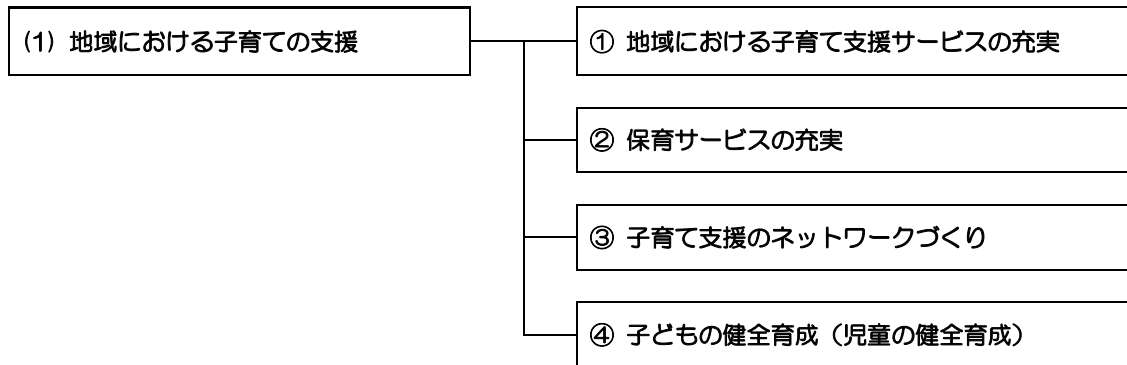 (1) 地域における子育ての支援
① 地域における子育て支援サービスの充実
② 保育サービスの充実
③ 子育て支援のネットワークづくり
④ 子どもの健全育成（児童の健全育成）